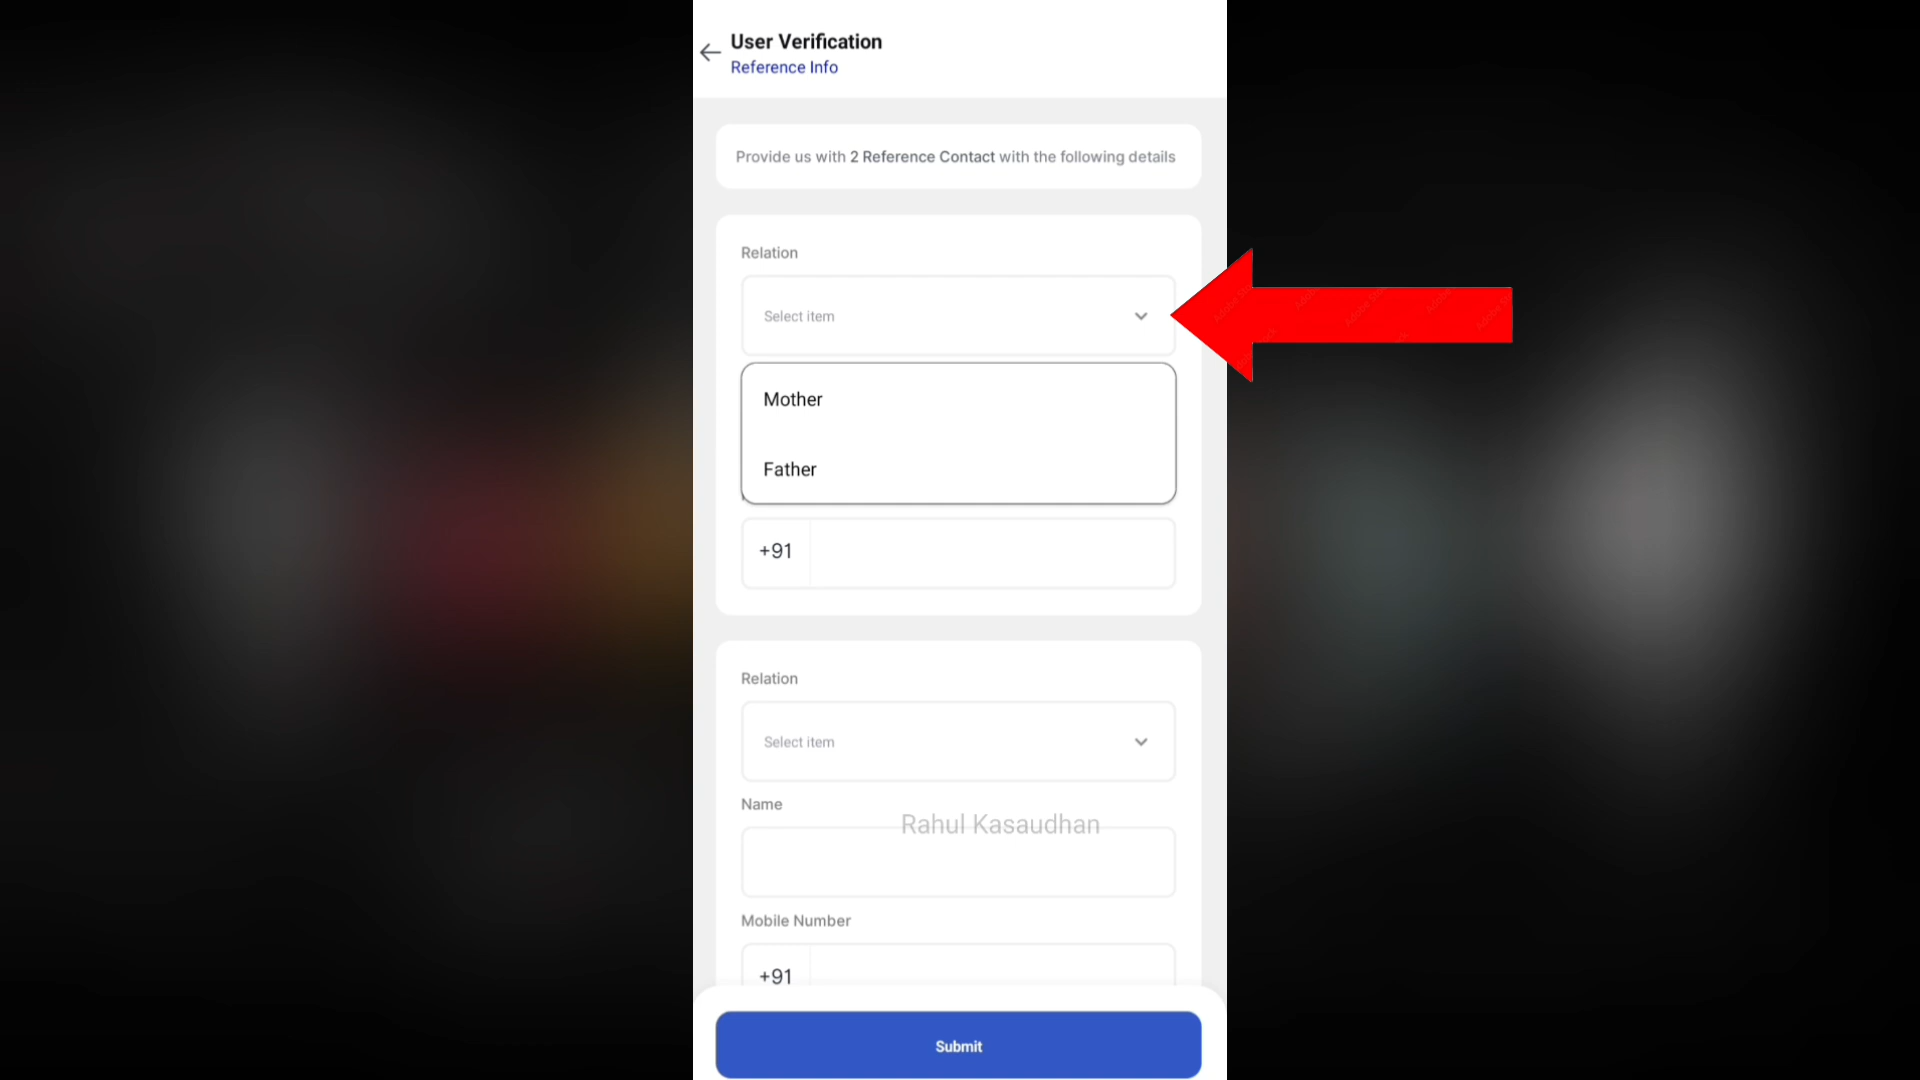 User Verification
Reference Info
Provide us with 2 Reference Contact with the following details
Relation
Select item
Mother
Father
+91
Relation
Select item
Name
Rahul Kasaudhan
Mobile Number
+91
Submit